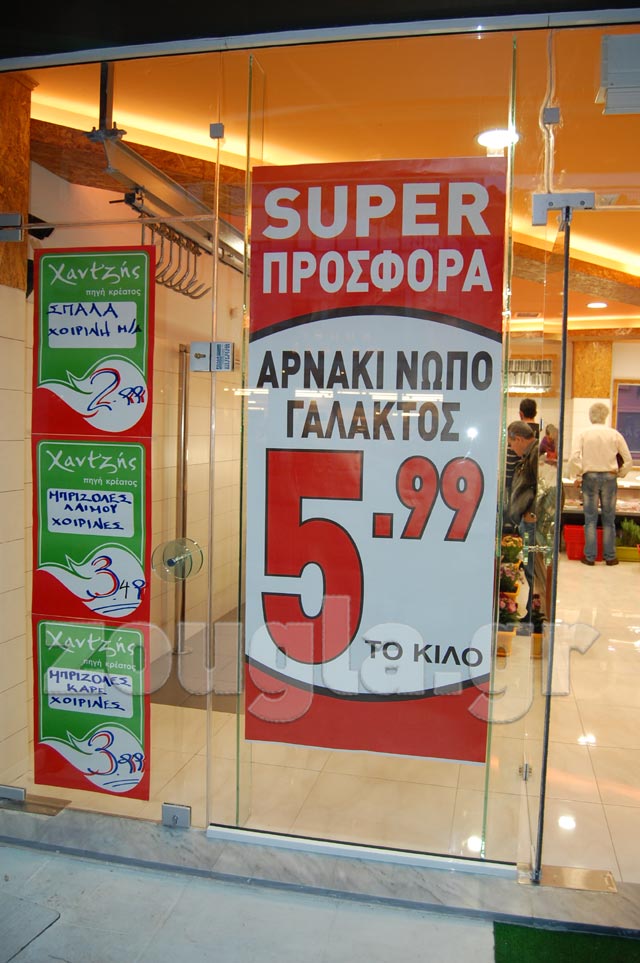 Χαντζής
πηγή κρέατος
ΣΠΑΛΑ
ΧΟΙΡΙΝΗ Μ/Ο
2.99
Χαντζής
πηγή κρέατος
ΜΠΡΙΖΟΛΕΣ
ΛΑΙΜΟΥ
ΧΟΙΡΙΝΕΣ
3.49
Χαντζής
πηγή κρέατος
ΜΠΡΙΖΟΛΕΣ
ΚΑΡΕ
ΧΟΙΡΙΝΕΣ
3.99
SUPER
ΠΡΟΣΦΟΡΑ
ΑΡΝΑΚΙ ΝΩΠΟ
ΓΑΛΑΚΤΟΣ
5.99
ΤΟ ΚΙΛΟ
zougla.gr